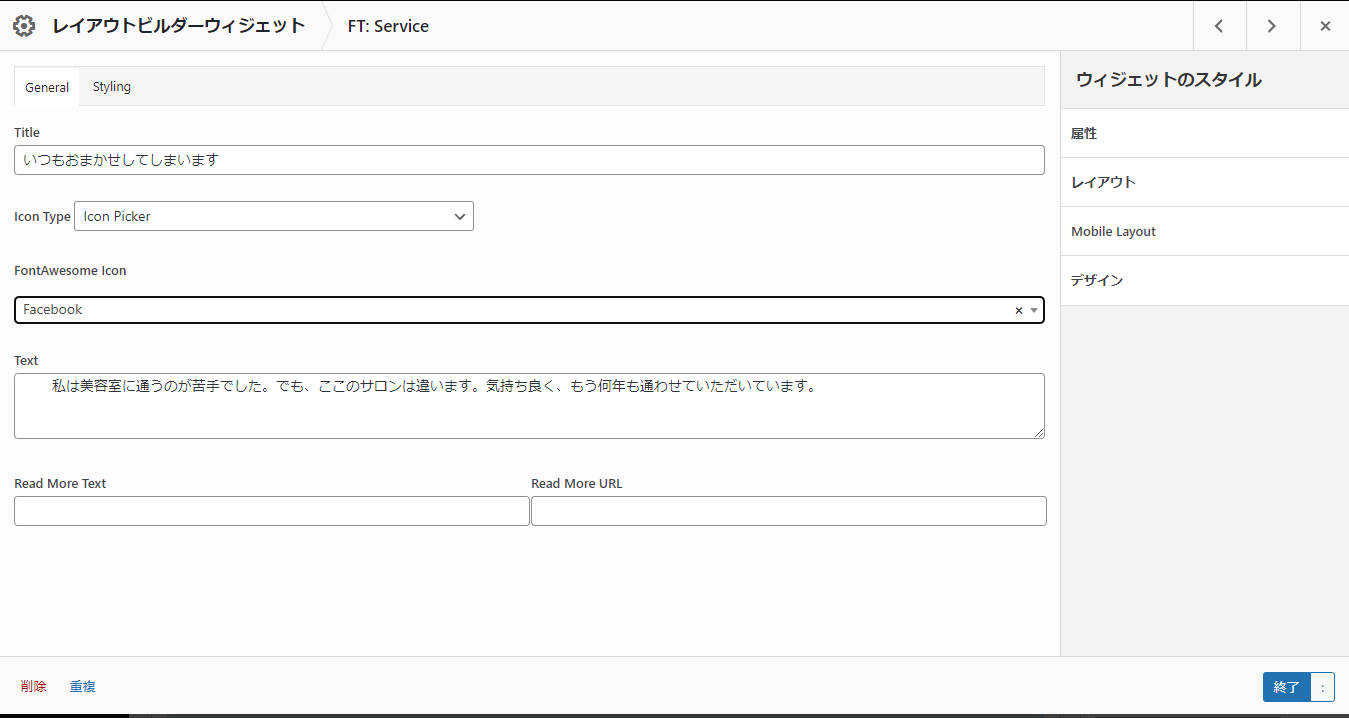 レイアウトビルダーウィジェット FT: Service
General Styling
ウィジェットのスタイル
Title
いつもおまかせしてしまいます
属性
レイアウト
Icon Type Icon Picker
Mobile Layout
FontAwesome Icon
デザイン
Facebook × ▾
Text
私は美容室に通うのが苦手でした。でも、ここのサロンは違います。気持ち良く、もう何年も通わせていただいています。
Read More Text Read More URL
削除 重複 終了 :